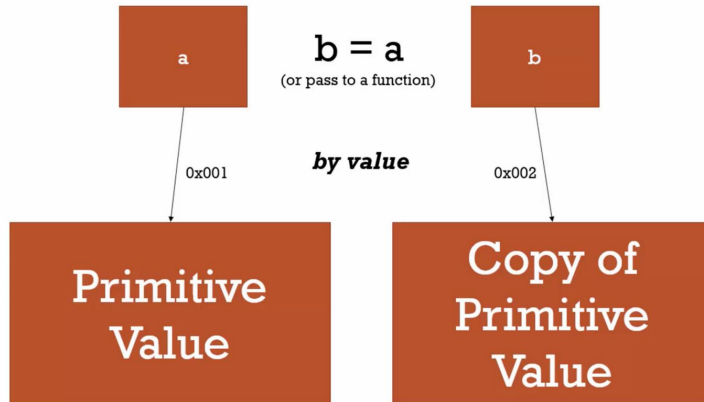 a
b = a
(or pass to a function)
b
0x001
by value
0x002
Primitive
Value
Copy of
Primitive
Value